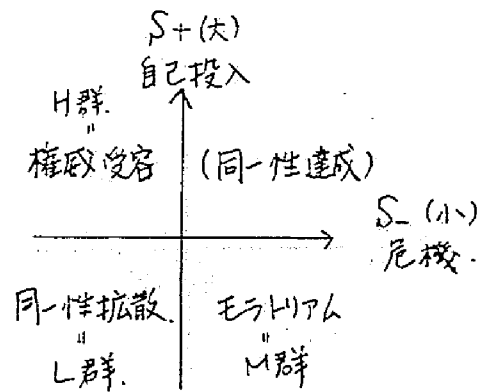 S+(大)
自己投入
H群.
〃
権威受容
(同一性達成)
S-(小)
危機.
同一性拡散.
〃
L群.
モラトリアム
〃
M群